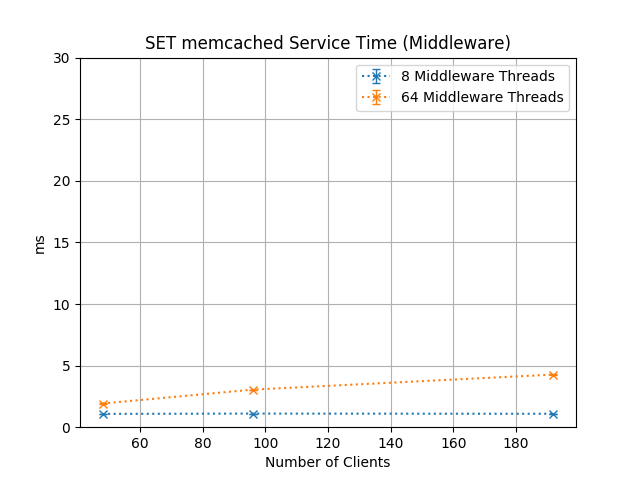 SET memcached Service Time (Middleware)
8 Middleware Threads
64 Middleware Threads
ms
30
25
20
15
10
5
0
60 80 100 120 140 160 180
Number of Clients